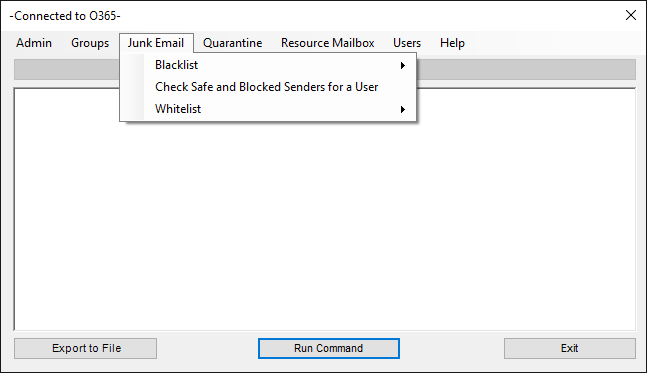 -Connected to O365-
Admin Groups Junk Email Quarantine Resource Mailbox Users Help
Blacklist
Check Safe and Blocked Senders for a User
Whitelist
Export to File Run Command Exit